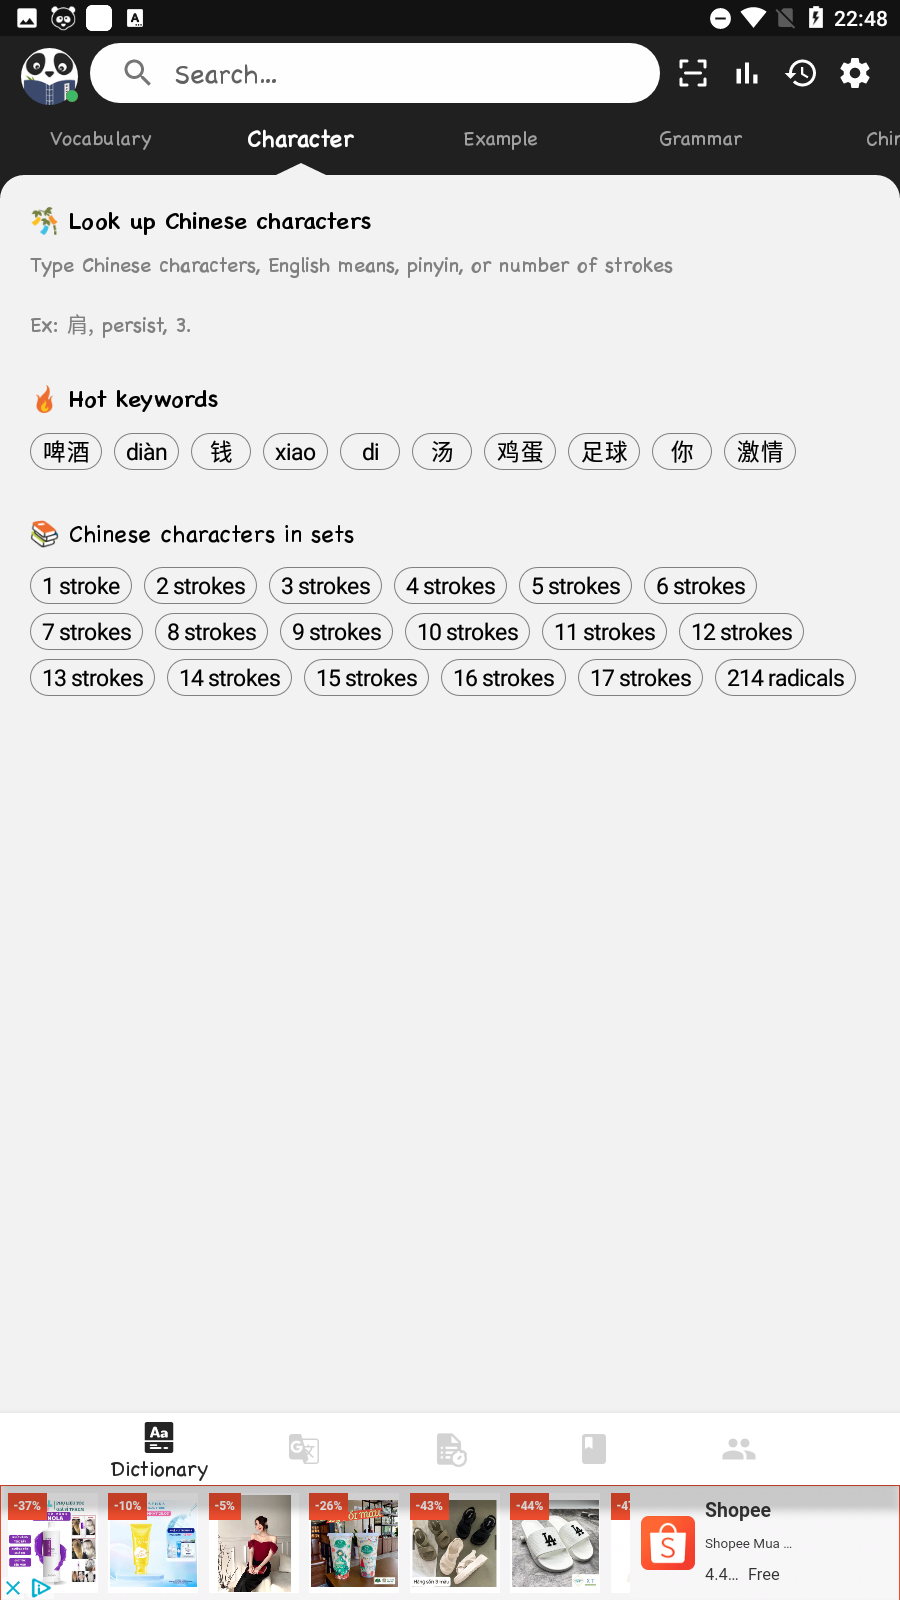 22:48
Search...
Vocabulary Character Example Grammar Chir
Look up Chinese characters
Type Chinese characters, English means, pinyin, or number of strokes
Ex: 肩, persist, 3.
Hot keywords
啤酒 diàn 钱 xiao di 汤 鸡蛋 足球 你 激情
Chinese characters in sets
1 stroke 2 strokes 3 strokes 4 strokes 5 strokes 6 strokes
7 strokes 8 strokes 9 strokes 10 strokes 11 strokes 12 strokes
13 strokes 14 strokes 15 strokes 16 strokes 17 strokes 214 radicals
Aa
Dictionary
-37% -10% -5% -26% -43% -44% -4
Shopee
Shopee Mua ...
4.4... Free